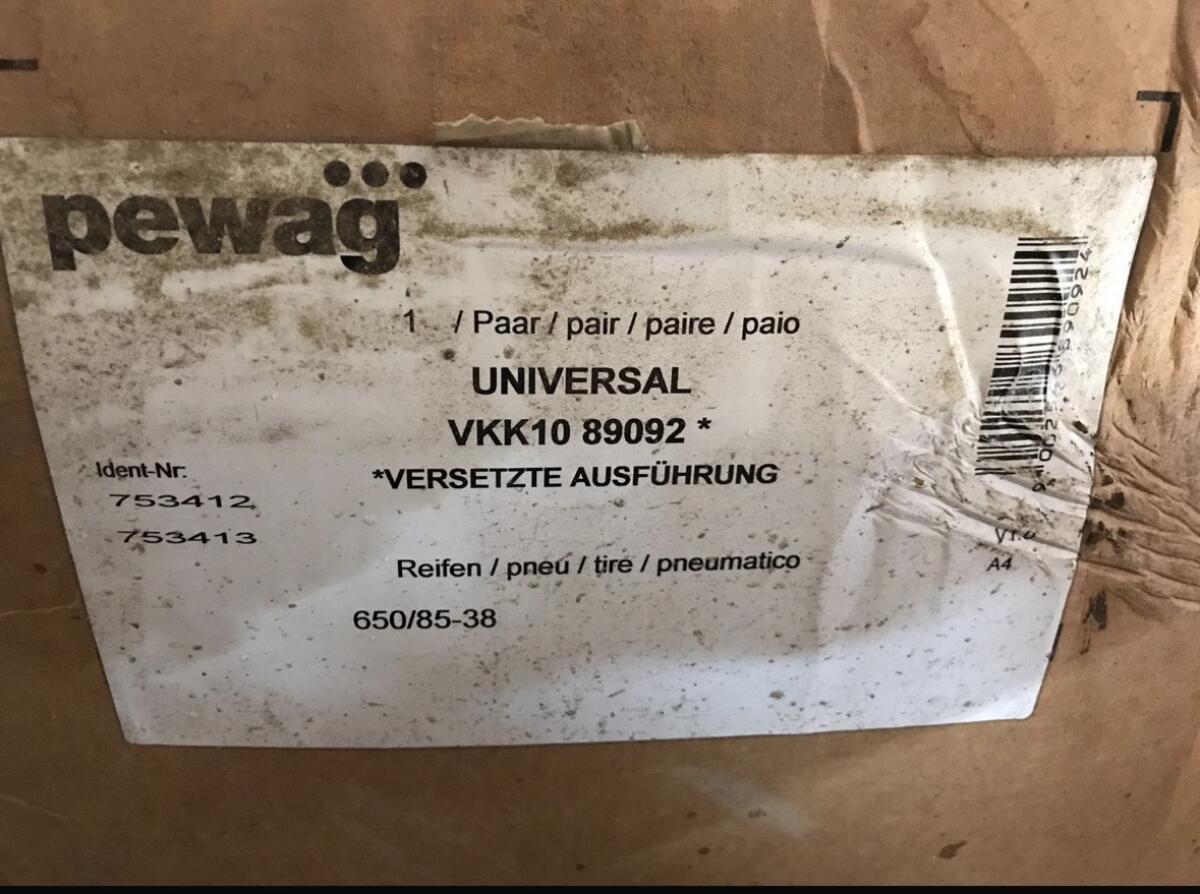 pewag
1 / Paar / pair / paire / paio
UNIVERSAL
VKK10 89092 *
*VERSETZTE AUSFÜHRUNG
Ident-Nr:
753412
753413
Reifen / pneu / tire / pneumatico
650/85-38
A4